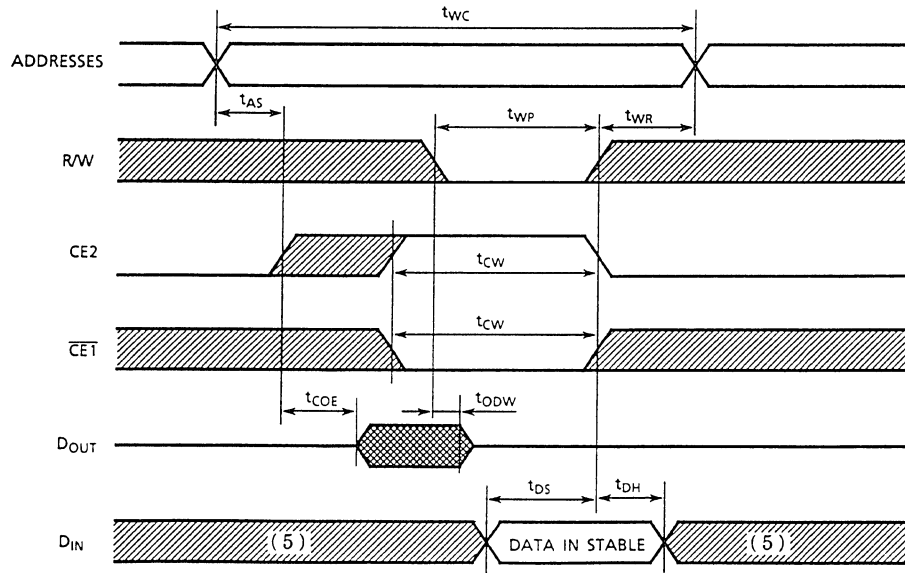 tWC
ADDRESSES
tAS
tWP
tWR
R/W
CE2
tCW
tCW
CE1
tCOE
tODW
DOUT
tDS
tDH
DIN
(5)
DATA IN STABLE
(5)